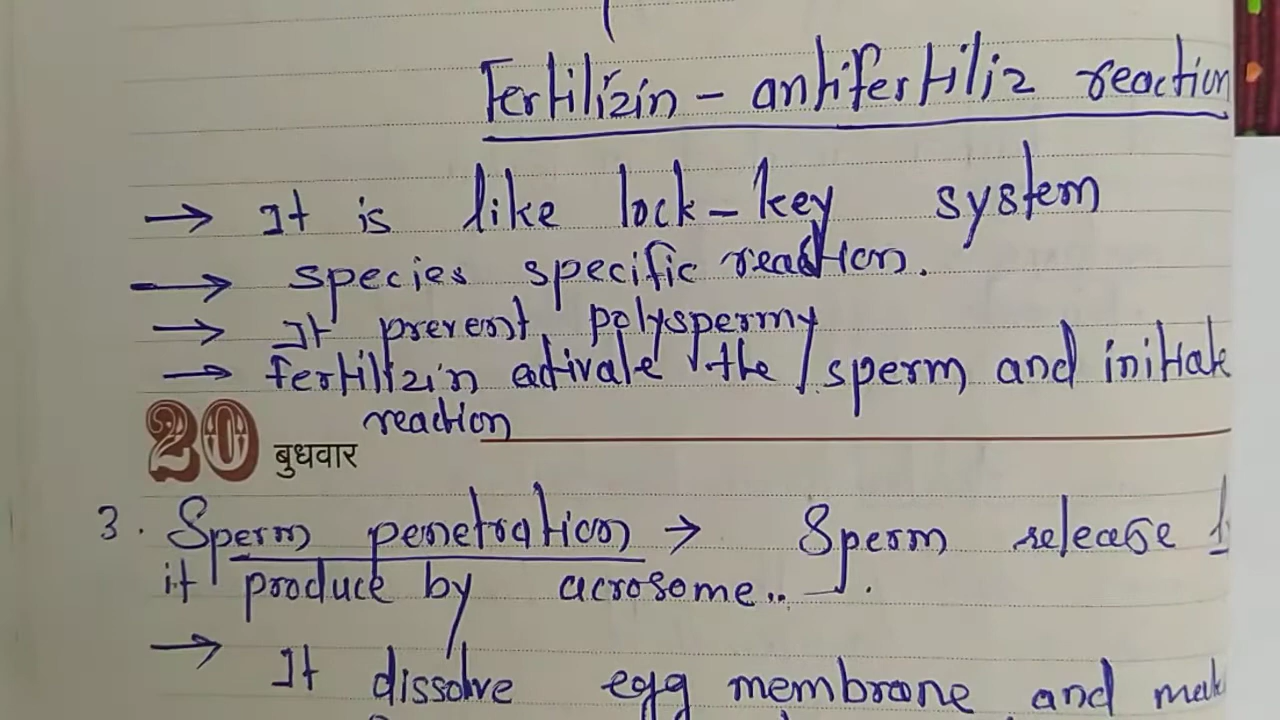 Fertilizin - antifertiliz reaction
→ It is like lock-key system
→ species specific reaction.
→ It prevent polyspermy
→ fertilizin activate the sperm and initiate
reaction
20 बुधवार
3. Sperm penetration → Sperm release
it produce by acrosome..
→ It dissolve egg membrane and make